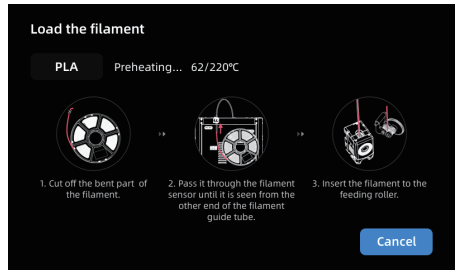 Load the filament
PLA Preheating... 62/220℃
1. Cut off the bent part of
the filament.
2. Pass it through the filament
sensor until it is seen from the
other end of the filament
guide tube.
3. Insert the filament to the
feeding roller.
Cancel